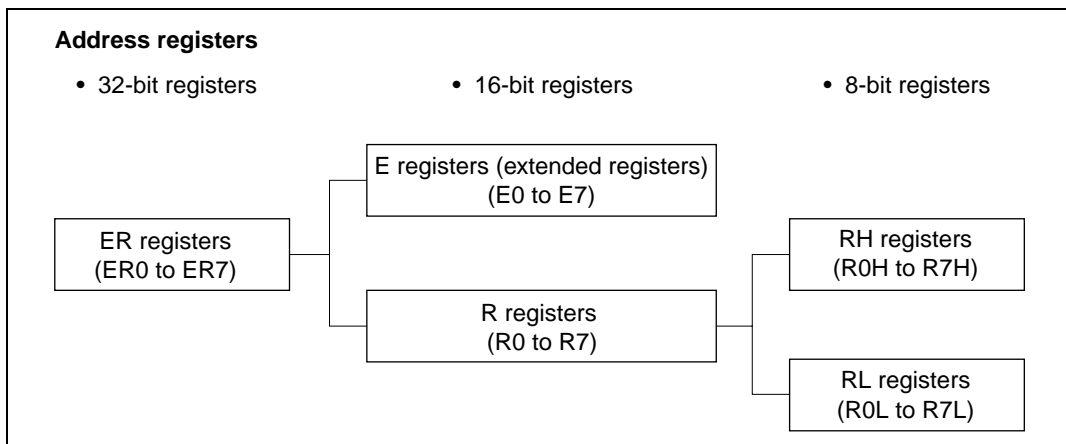 Address registers
• 32-bit registers
• 16-bit registers
• 8-bit registers
E registers (extended registers)
(E0 to E7)
ER registers
(ER0 to ER7)
RH registers
(R0H to R7H)
R registers
(R0 to R7)
RL registers
(R0L to R7L)